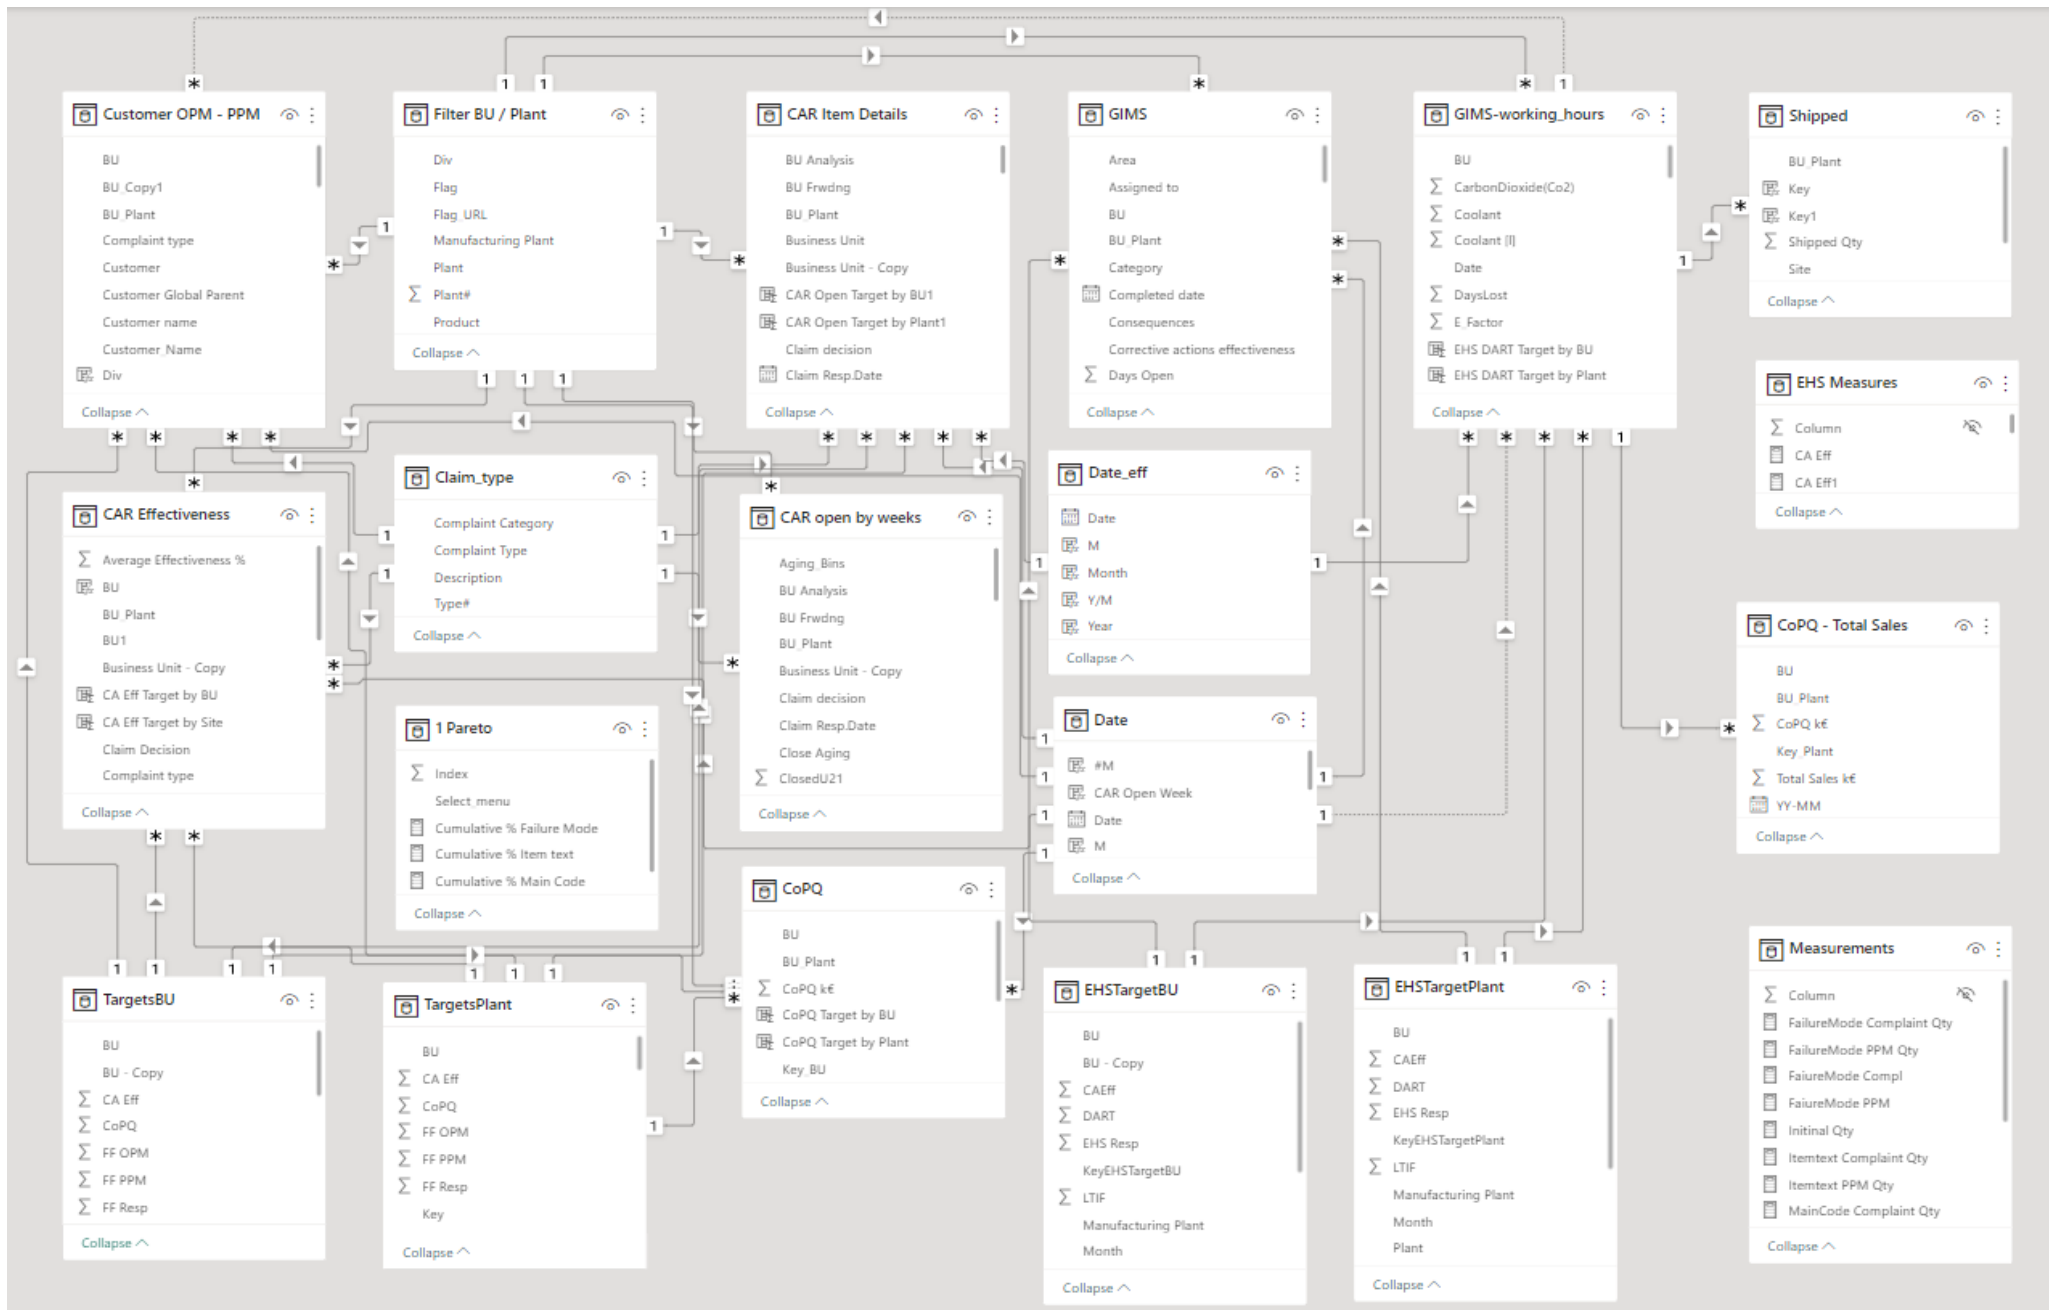 Customer OPM - PPM
BU
BU_Copy1
BU_Plant
Complaint type
Customer
Customer Global Parent
Customer name
Customer_Name
Div
Collapse
Filter BU / Plant
Div
Flag
Flag_URL
Manufacturing Plant
Plant
Plant#
Product
Collapse
CAR Item Details
BU Analysis
BU Frwdng
BU_Plant
Business Unit
Business Unit - Copy
CAR Open Target by BU1
CAR Open Target by Plant1
Claim decision
Claim Resp.Date
Collapse
GIMS
Area
Assigned to
BU
BU_Plant
Category
Completed date
Consequences
Corrective actions effectiveness
Days Open
Collapse
GIMS-working_hours
BU
CarbonDioxide(Co2)
Coolant
Coolant [l]
Date
DaysLost
E_Factor
EHS DART Target by BU
EHS DART Target by Plant
Collapse
Shipped
BU_Plant
Key
Key1
Shipped Qty
Site
Collapse
EHS Measures
Column
CA Eff
CA Eff1
Collapse
CAR Effectiveness
Average Effectiveness %
BU
BU_Plant
BU1
Business Unit - Copy
CA Eff Target by BU
CA Eff Target by Site
Claim Decision
Complaint type
Collapse
Claim_type
Complaint Category
Complaint Type
Description
Type#
Collapse
CAR open by weeks
Aging_Bins
BU Analysis
BU Frwdng
BU_Plant
Business Unit - Copy
Claim decision
Claim Resp.Date
Close Aging
ClosedU21
Collapse
Date_eff
Date
M
Month
Y/M
Year
Collapse
CoPQ - Total Sales
BU
BU_Plant
CoPQ k€
Key_Plant
Total Sales k€
YY-MM
Collapse
1 Pareto
Index
Select_menu
Cumulative % Failure Mode
Cumulative % Item text
Cumulative % Main Code
Collapse
Date
#M
CAR Open Week
Date
M
Collapse
CoPQ
BU
BU_Plant
CoPQ k€
CoPQ Target by BU
CoPQ Target by Plant
Key_BU
Collapse
TargetsBU
BU
BU - Copy
CA Eff
CoPQ
FF OPM
FF PPM
FF Resp
Collapse
TargetsPlant
BU
CA Eff
CoPQ
FF OPM
FF PPM
FF Resp
Key
Collapse
EHSTargetBU
BU
BU - Copy
CAEff
DART
EHS Resp
KeyEHSTargetBU
LTIF
Manufacturing Plant
Month
Collapse
EHSTargetPlant
BU
CAEff
DART
EHS Resp
KeyEHSTargetPlant
LTIF
Manufacturing Plant
Month
Plant
Collapse
Measurements
Column
FailureMode Complaint Qty
FailureMode PPM Qty
FaiureMode Compl
FaiureMode PPM
Initinal Qty
Itemtext Complaint Qty
Itemtext PPM Qty
MainCode Complaint Qty
Collapse